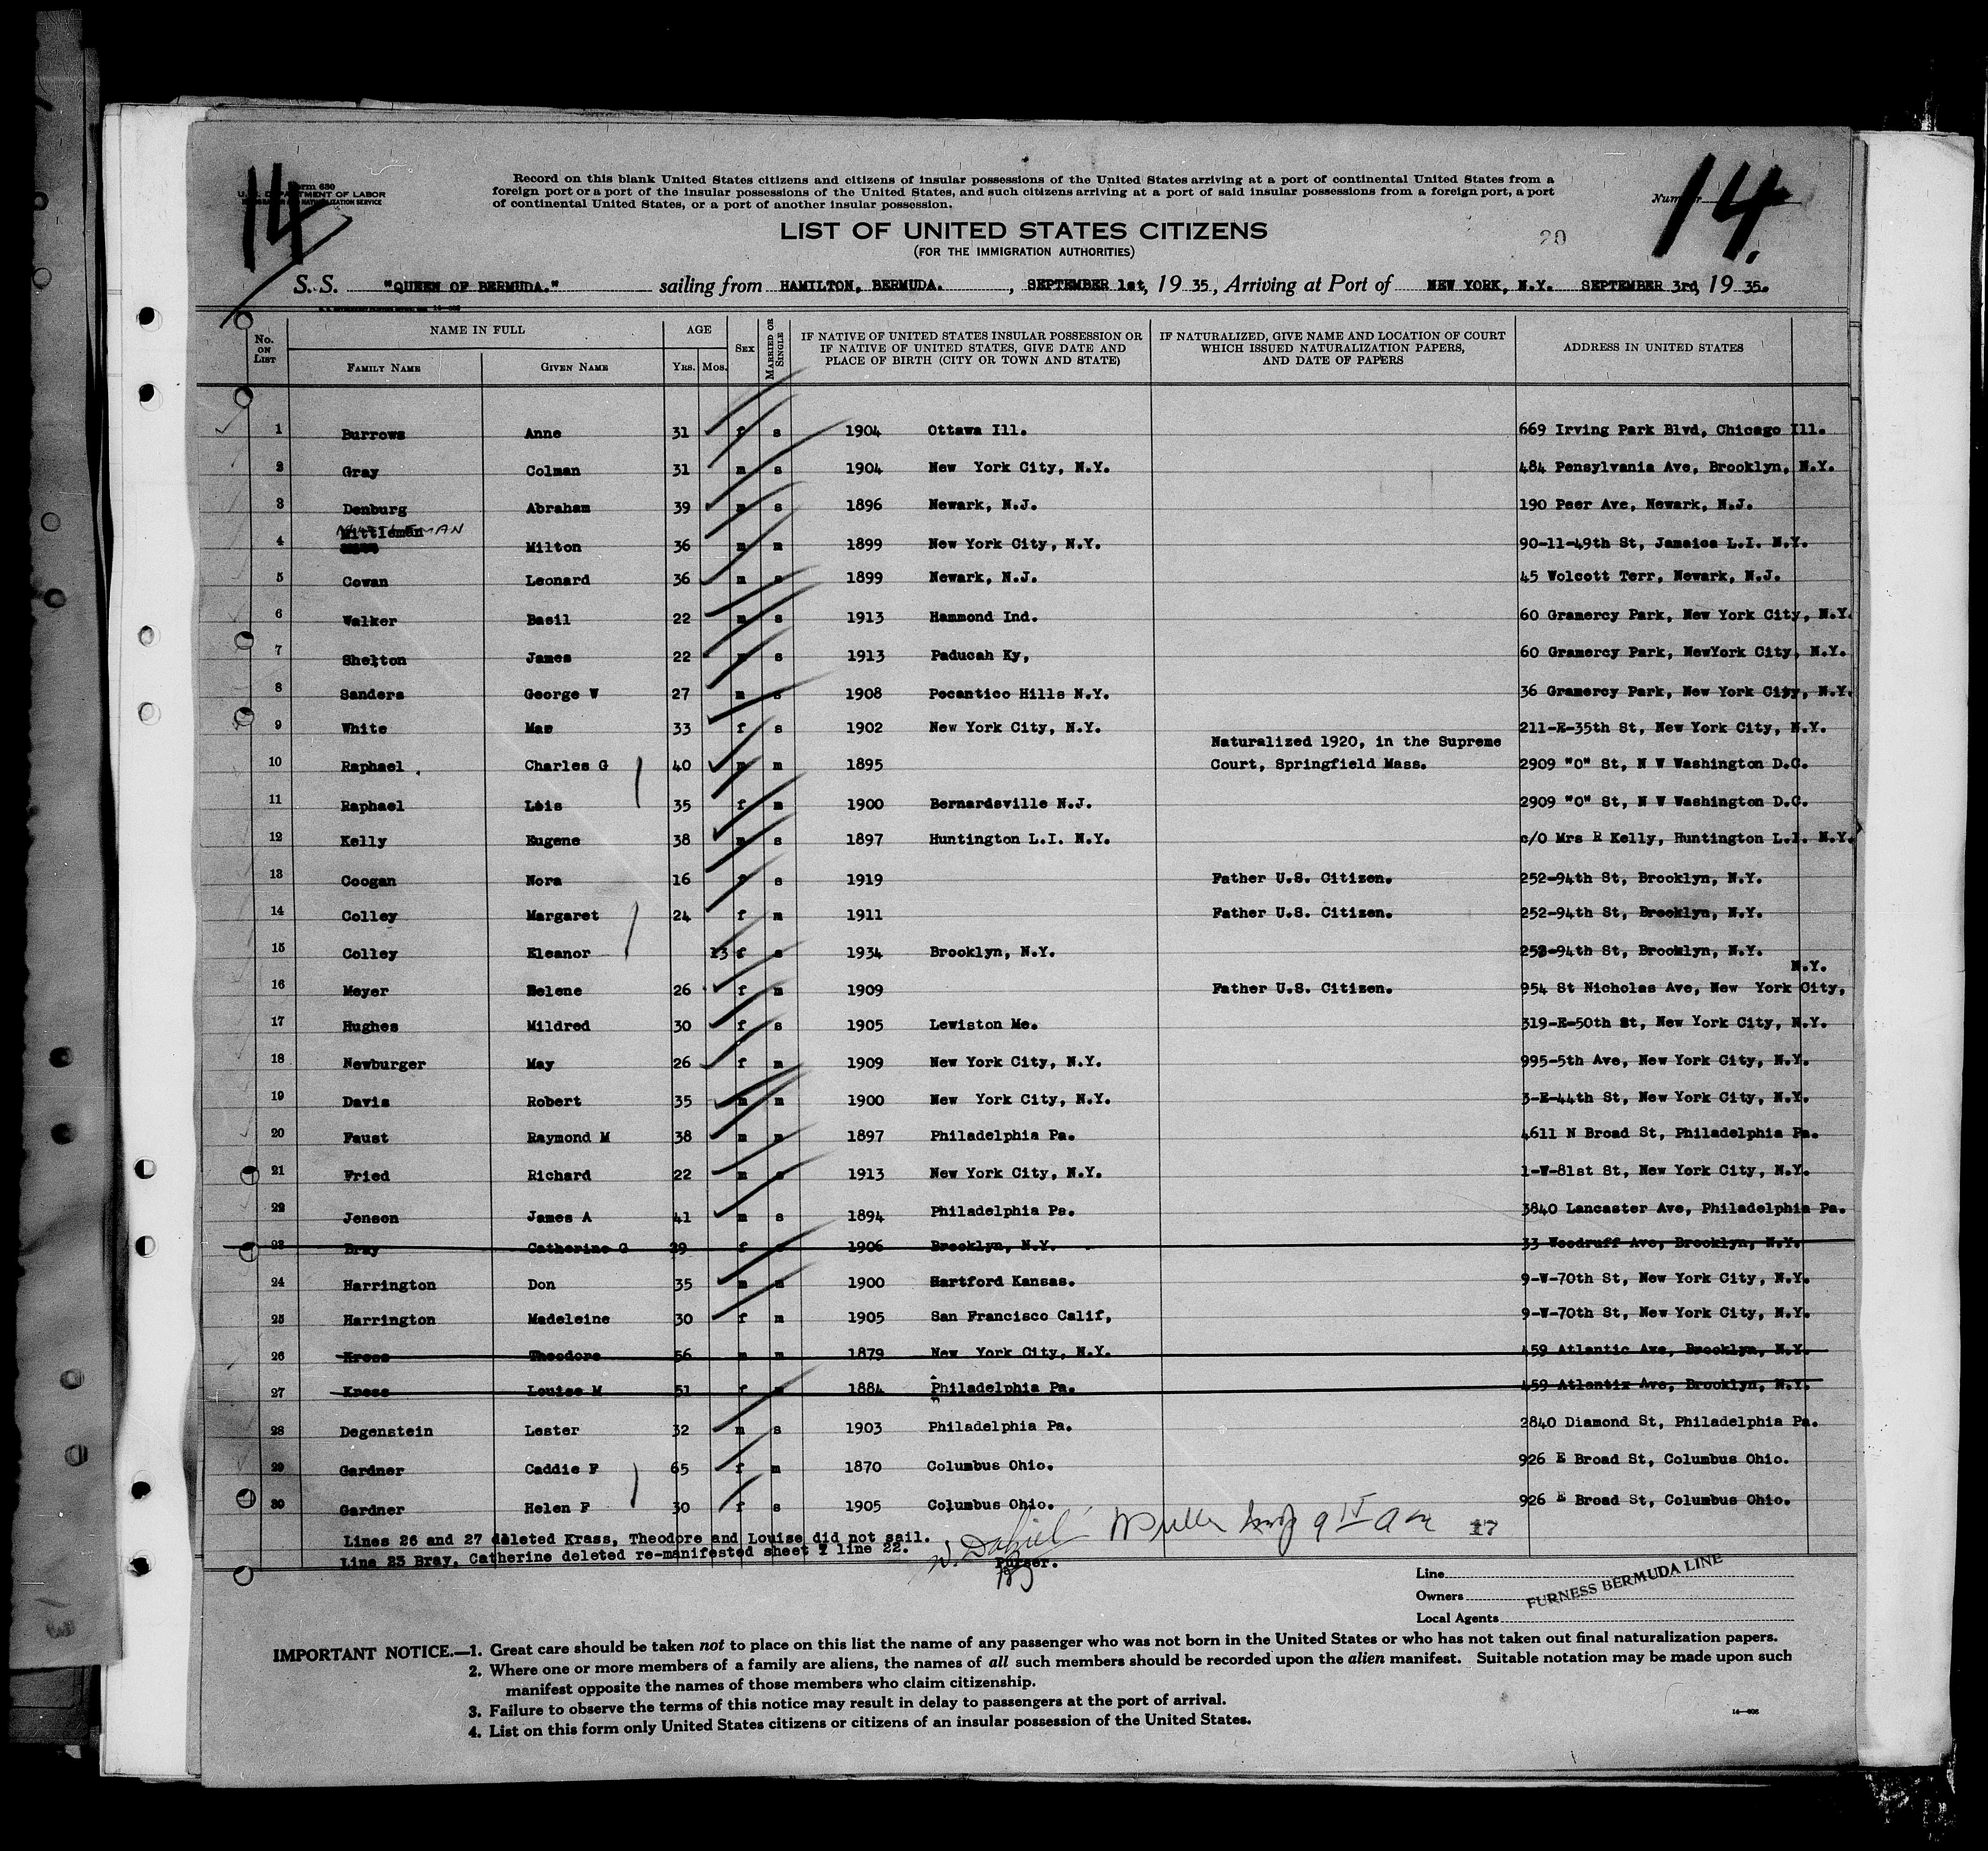 14
14.
Form 630
U. S. DEPARTMENT OF LABOR
IMMIGRATION AND NATURALIZATION SERVICE
Record on this blank United States citizens and citizens of insular possessions of the United States arriving at a port of continental United States from a
foreign port or a port of the insular possessions of the United States, and such citizens arriving at a port of said insular possessions from a foreign port, a port
of continental United States, or a port of another insular possession.
Number
LIST OF UNITED STATES CITIZENS
(FOR THE IMMIGRATION AUTHORITIES)
20
S. S. "QUEEN OF BERMUDA." sailing from HAMILTON, BERMUDA. , SEPTEMBER 1st, 19 35., Arriving at Port of NEW YORK, N.Y. SEPTEMBER 3rd, 19 35.
No. ON LIST NAME IN FULL FAMILY NAME GIVEN NAME AGE YRS. MOS. SEX MARRIED OR SINGLE IF NATIVE OF UNITED STATES INSULAR POSSESSION OR IF NATIVE OF UNITED STATES, GIVE DATE AND PLACE OF BIRTH (CITY OR TOWN AND STATE) IF NATURALIZED, GIVE NAME AND LOCATION OF COURT WHICH ISSUED NATURALIZATION PAPERS, AND DATE OF PAPERS ADDRESS IN UNITED STATES
1 Burrows Anne 31 f s 1904 Ottawa Ill. 669 Irving Park Blvd, Chicago Ill.
2 Gray Colman 31 m s 1904 New York City, N.Y. 484 Pensylvania Ave, Brooklyn, N.Y.
3 Denburg Abraham 39 m s 1896 Newark, N.J. 190 Peer Ave, Newark, N.J.
4 Mittleman Milton 36 m m 1899 New York City, N.Y. 90-11-49th St, Jamaica L.I. N.Y.
5 Cowan Leonard 36 m s 1899 Newark, N.J. 45 Wolcott Terr, Newark, N.J.
6 Walker Basil 22 m s 1913 Hammond Ind. 60 Gramercy Park, New York City, N.Y.
7 Shelton James 22 m s 1913 Paducah Ky, 60 Gramercy Park, NewYork City, N.Y.
8 Sanders George W 27 m s 1908 Pocantico Hills N.Y. 36 Gramercy Park, New York City, N.Y.
9 White Mae 33 f s 1902 New York City, N.Y. 211-E-35th St, New York City, N.Y.
Naturalized 1920, in the Supreme
10 Raphael Charles G 40 m m 1895 Court, Springfield Mass. 2909 "O" St, N W Washington D.C.
11 Raphael Lois 35 f m 1900 Bernardsville N.J. 2909 "O" St, N W Washington D.C.
12 Kelly Eugene 38 m s 1897 Huntington L.I. N.Y. c/O Mrs R Kelly, Huntington L.I. N.Y.
13 Coogan Nora 16 f s 1919 Father U.S. Citizen. 252-94th St, Brooklyn, N.Y.
14 Colley Margaret 24 f m 1911 Father U.S. Citizen. 252-94th St, Brooklyn, N.Y.
15 Colley Eleanor 13 f s 1934 Brooklyn, N.Y. 252-94th St, Brooklyn, N.Y.
N.Y.
16 Meyer Helene 26 f m 1909 Father U.S. Citizen. 954 St Nicholas Ave, New York City,
17 Hughes Mildred 30 f s 1905 Lewiston Me. 319-E-50th St, New York City, N.Y.
18 Newburger May 26 f m 1909 New York City, N.Y. 995-5th Ave, New York City, N.Y.
19 Davis Robert 35 m m 1900 New York City, N.Y. 3-E-44th St, New York City, N.Y.
20 Faust Raymond M 38 m m 1897 Philadelphia Pa. 4611 N Broad St, Philadelphia Pa.
21 Fried Richard 22 m s 1913 New York City, N.Y. 1-W-81st St, New York City, N.Y.
22 Jenson James A 41 m s 1894 Philadelphia Pa. 3840 Lancaster Ave, Philadelphia Pa.
23 Bray Catherine G 29 f s 1906 Brooklyn, N.Y. 33 Woodruff Ave, Brooklyn, N.Y.
24 Harrington Don 35 m m 1900 Hartford Kansas. 9-W-70th St, New York City, N.Y.
25 Harrington Madeleine 30 f m 1905 San Francisco Calif, 9-W-70th St, New York City, N.Y.
26 Kress Theodore 56 m m 1879 New York City, N.Y. 459 Atlantic Ave, Brooklyn, N.Y.
27 Kress Louise M 51 f m 1884 Philadelphia Pa. 459 Atlantix Ave, Brooklyn, N.Y.
28 Degenstein Lester 32 m s 1903 Philadelphia Pa. 2840 Diamond St, Philadelphia Pa.
29 Gardner Caddie F 65 f m 1870 Columbus Ohio. 926 E Broad St, Columbus Ohio.
30 Gardner Helen F 30 f s 1905 Columbus Ohio. 926 E Broad St, Columbus Ohio.
Lines 26 and 27 deleted Krass, Theodore and Louise did not sail.
Line 23 Bray, Catherine deleted re-manifested sheet line 22.
Purser.
17
Line
Owners FURNESS BERMUDA LINE
Local Agents
IMPORTANT NOTICE.—1. Great care should be taken not to place on this list the name of any passenger who was not born in the United States or who has not taken out final naturalization papers.
2. Where one or more members of a family are aliens, the names of all such members should be recorded upon the alien manifest. Suitable notation may be made upon such
manifest opposite the names of those members who claim citizenship.
3. Failure to observe the terms of this notice may result in delay to passengers at the port of arrival.
4. List on this form only United States citizens or citizens of an insular possession of the United States.